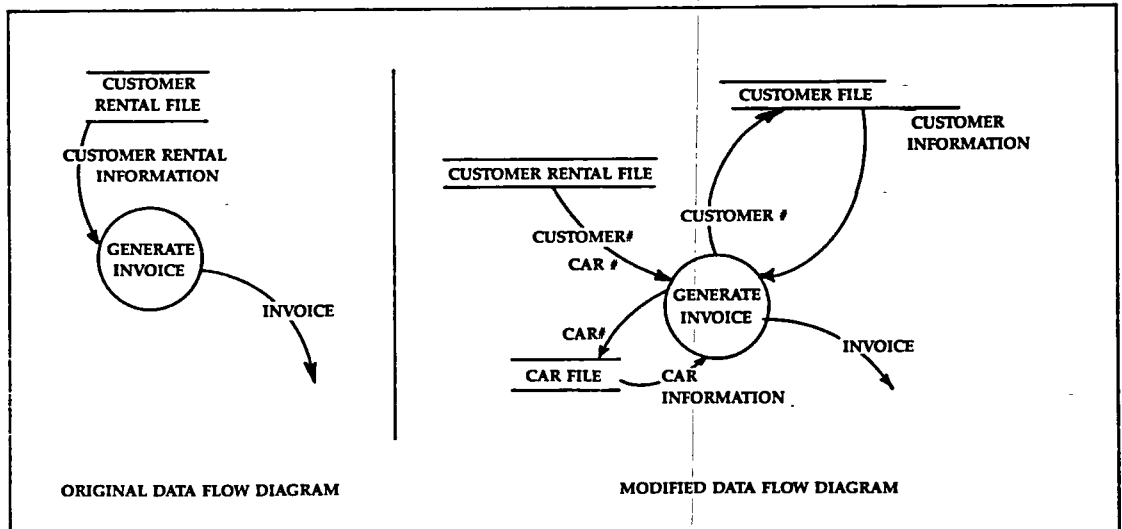 CUSTOMER
RENTAL FILE
CUSTOMER RENTAL
INFORMATION
GENERATE
INVOICE
INVOICE
ORIGINAL DATA FLOW DIAGRAM
CUSTOMER FILE
CUSTOMER
INFORMATION
CUSTOMER RENTAL FILE
CUSTOMER #
CUSTOMER#
CAR #
GENERATE
INVOICE
CAR#
INVOICE
CAR FILE
CAR
INFORMATION
MODIFIED DATA FLOW DIAGRAM